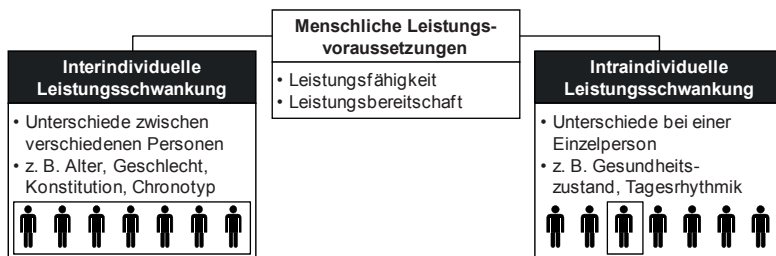 Menschliche Leistungs-
voraussetzungen
• Leistungsfähigkeit
• Leistungsbereitschaft
Interindividuelle
Leistungsschwankung
• Unterschiede zwischen
verschiedenen Personen
• z. B. Alter, Geschlecht,
Konstitution, Chronotyp
Intraindividuelle
Leistungsschwankung
• Unterschiede bei einer
Einzelperson
• z. B. Gesundheits-
zustand, Tagesrhythmik